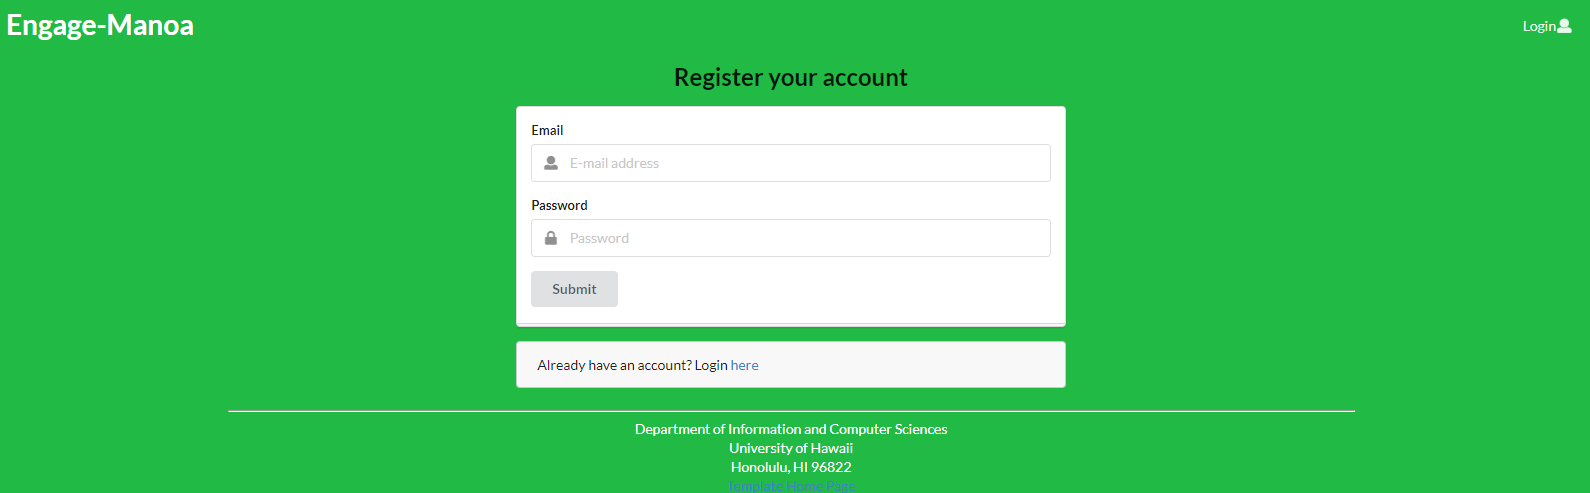 Engage-Manoa
Login
Register your account
Email
E-mail address
Password
Password
Submit
Already have an account? Login here
Department of Information and Computer Sciences
University of Hawaii
Honolulu, HI 96822
Template Home Page